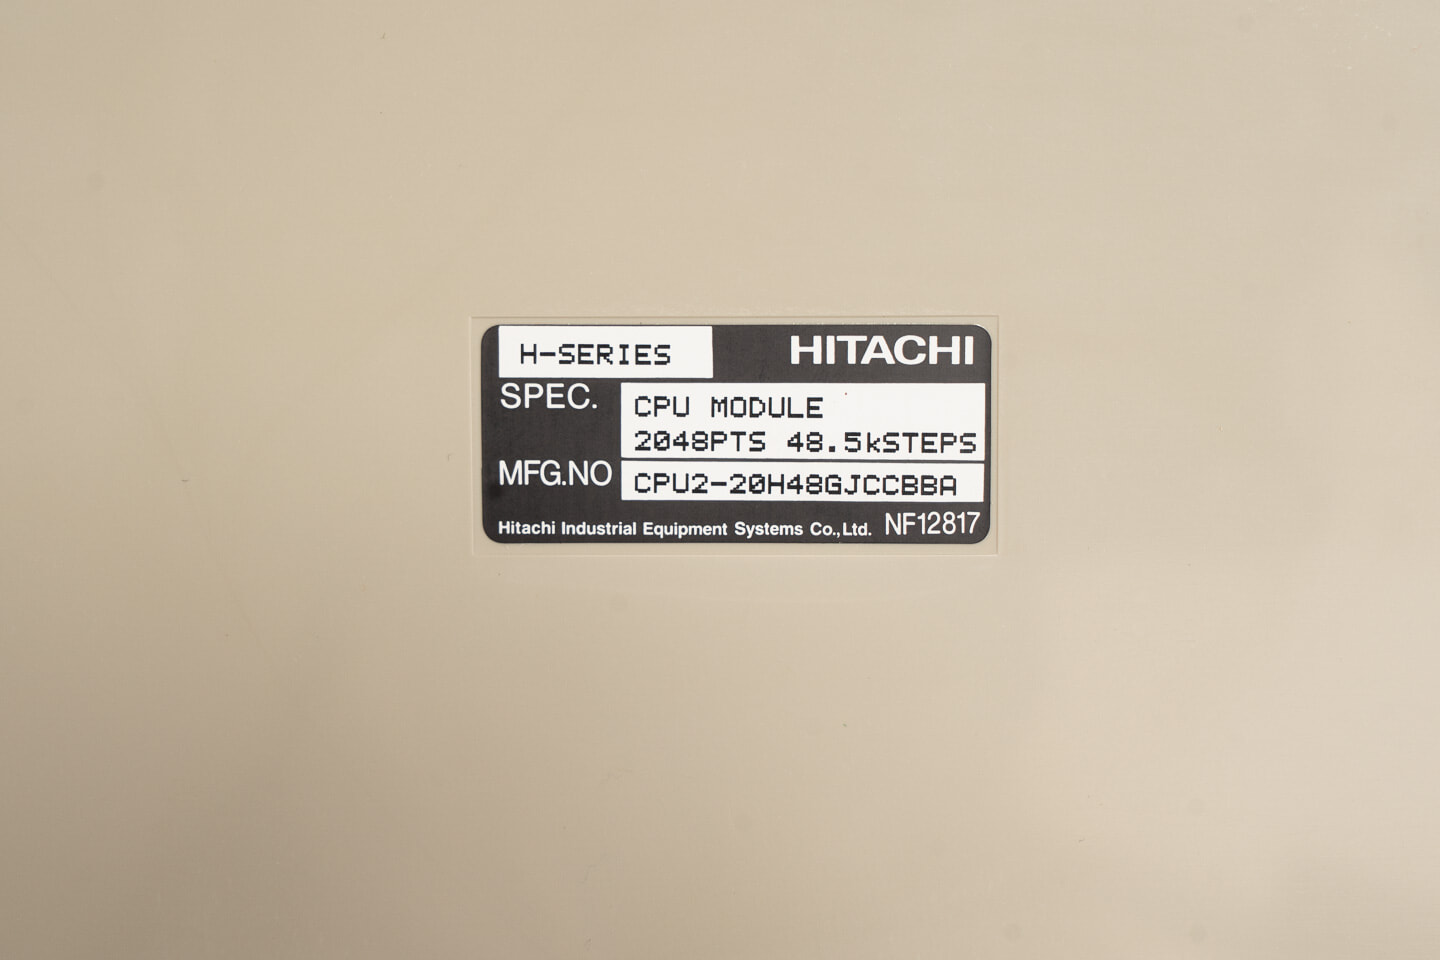 H-SERIES HITACHI
SPEC. CPU MODULE
2048PTS 48.5kSTEPS
MFG.NO CPU2-20H48GJCCBBA
Hitachi Industrial Equipment Systems Co.,Ltd. NF12817